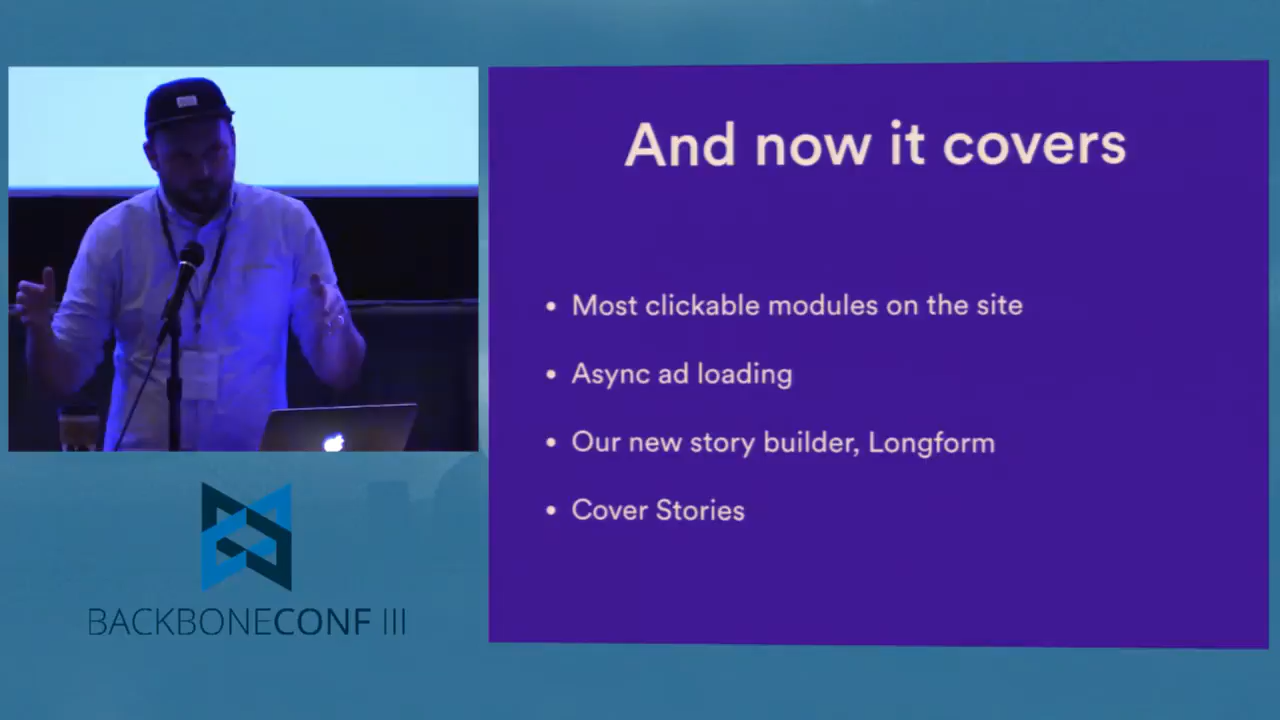 And now it covers
• Most clickable modules on the site
• Async ad loading
• Our new story builder, Longform
• Cover Stories
BACKBONECONF III